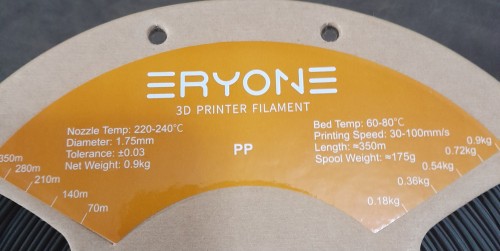 ERYONE
3D PRINTER FILAMENT
Nozzle Temp: 220-240℃
Diameter: 1.75mm
Tolerance: ±0.03
Net Weight: 0.9kg
PP
Bed Temp: 60-80℃
Printing Speed: 30-100mm/s
Length: ≈350m
Spool Weight: ≈175g
350m
280m
210m
140m
70m
0.9kg
0.72kg
0.54kg
0.36kg
0.18kg